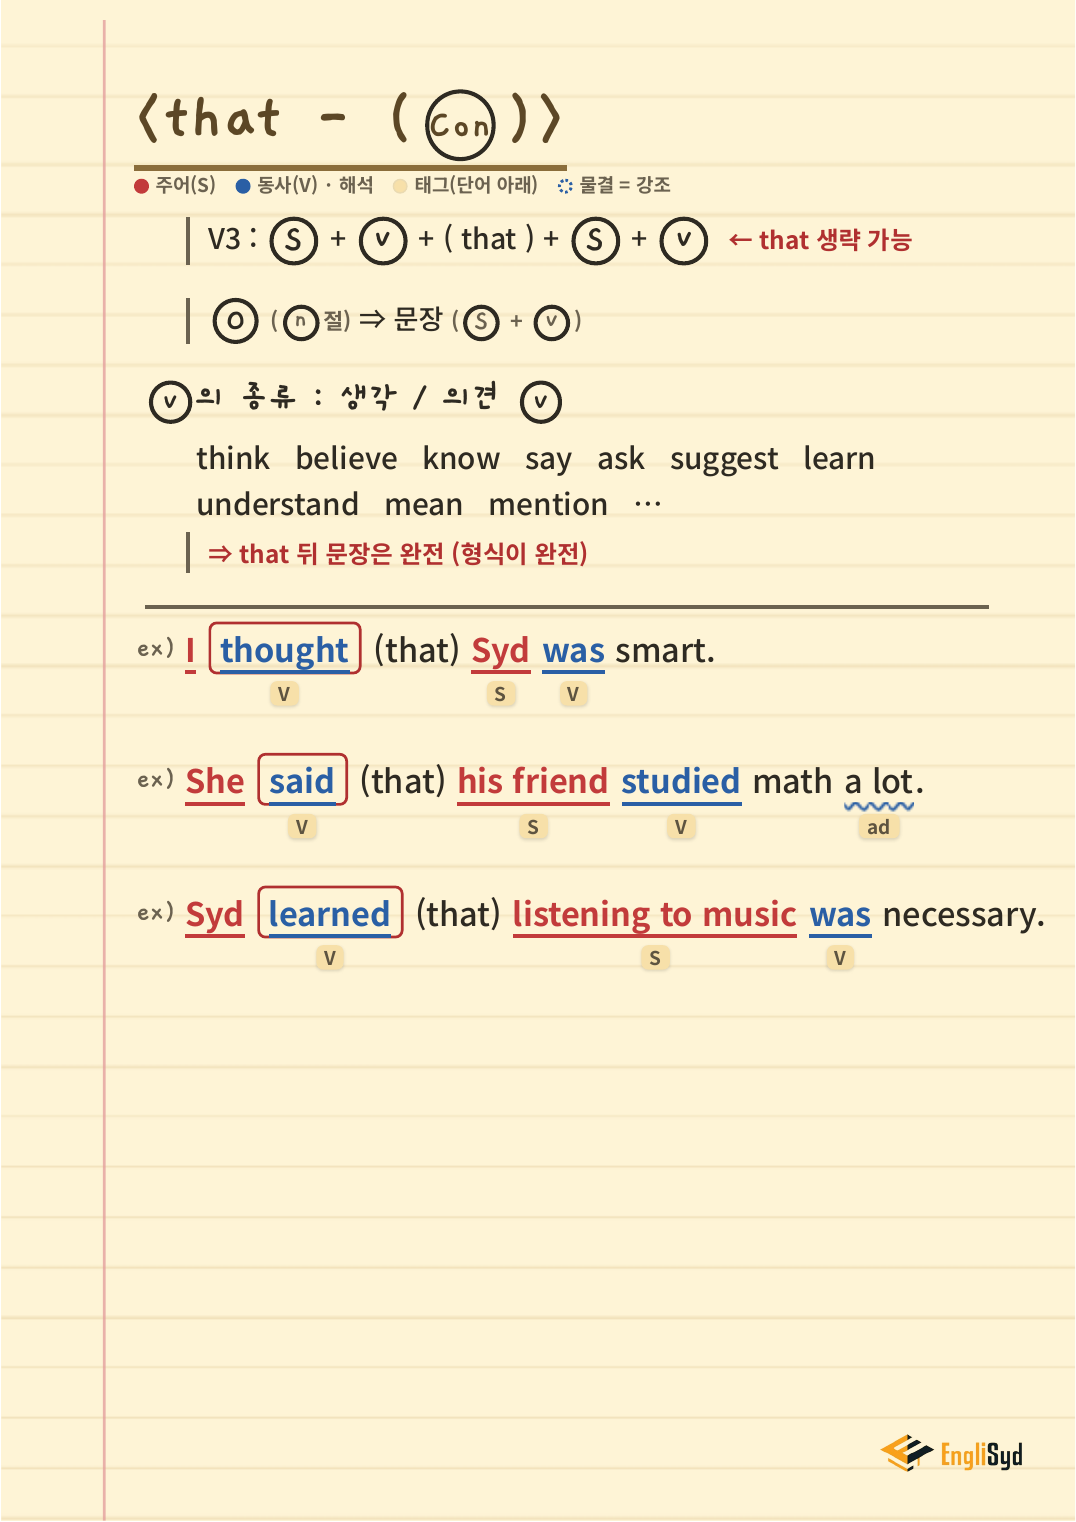 <that - (Con)>
주어(S) 동사(V) · 해석 태그(단어 아래) 물결 = 강조
V3 : S + V + ( that ) + S + V ← that 생략 가능
O ( n 절) ⇒ 문장 ( S + V )
V의 종류 : 생각 / 의견 V
think believe know say ask suggest learn
understand mean mention ···
⇒ that 뒤 문장은 완전 (형식이 완전)
ex) I thought (that) Syd was smart.
V S V
ex) She said (that) his friend studied math a lot.
V S V ad
ex) Syd learned (that) listening to music was necessary.
V S V
EngliSyd